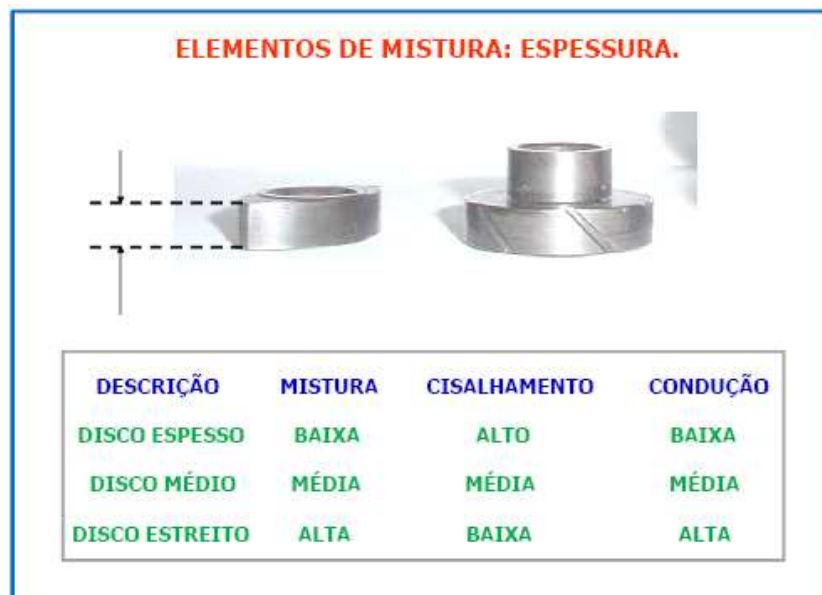 ELEMENTOS DE MISTURA: ESPESSURA.
DESCRIÇÃO MISTURA CISALHAMENTO CONDUÇÃO
DISCO ESPESSO BAIXA ALTO BAIXA
DISCO MÉDIO MÉDIA MÉDIA MÉDIA
DISCO ESTREITO ALTA BAIXA ALTA